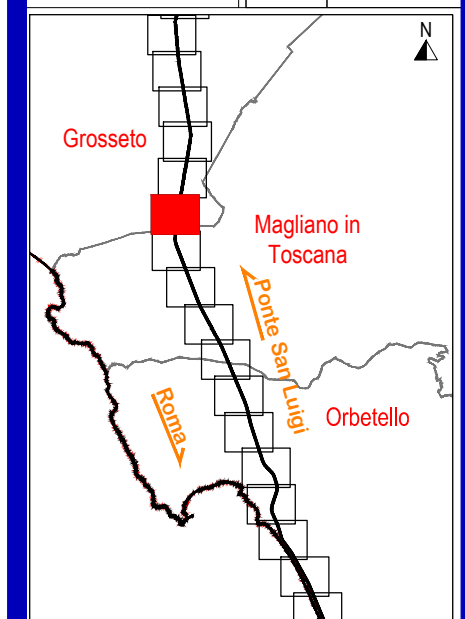 N
Grosseto
Magliano in
Toscana
Ponte San Luigi
Roma
Orbetello